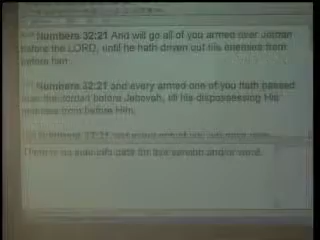 Numbers 32:21 And will go all of you armed over Jordan
before the LORD, until he hath driven out his enemies from
before him
Numbers 32:21 and every armed one of you hath passed
over the Jordan before Jehovah, till his dispossessing His
enemies from before Him,
32:21
There is no
data for this version and/or word.